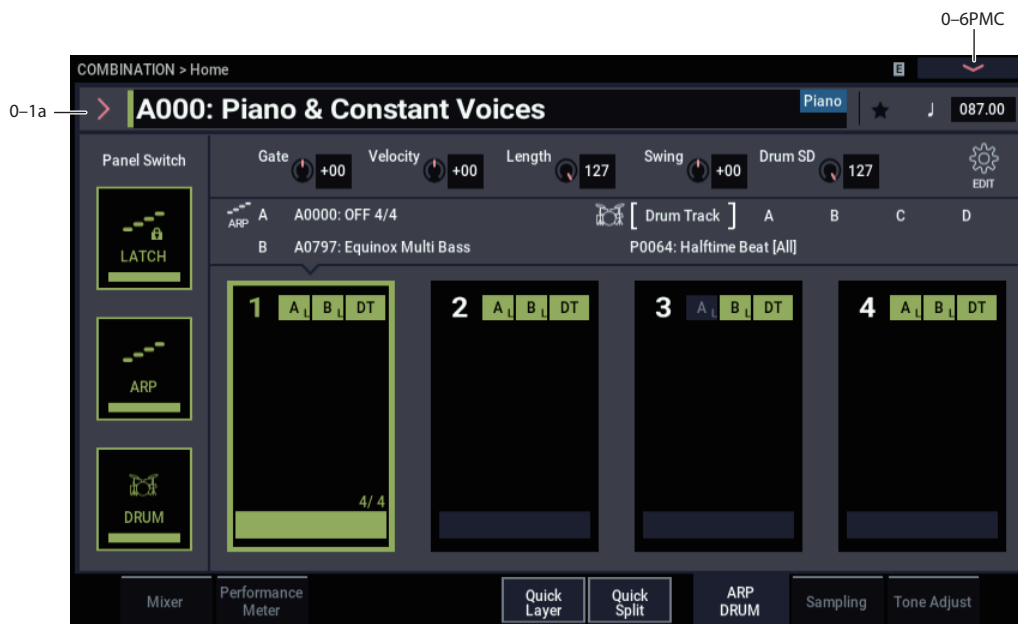 0–6PMC
COMBINATION > Home E
0–1a
A000: Piano & Constant Voices Piano 087.00
Panel Switch Gate +00 Velocity +00 Length 127 Swing +00 Drum SD 127 EDIT
ARP A A0000: OFF 4/4 [ Drum Track ] A B C D
B A0797: Equinox Multi Bass P0064: Halftime Beat [All]
LATCH
1 A L B L DT 2 A L B L DT 3 A L B L DT 4 A L B L DT
ARP
4/ 4
DRUM
Mixer Performance Meter Quick Layer Quick Split ARP DRUM Sampling Tone Adjust